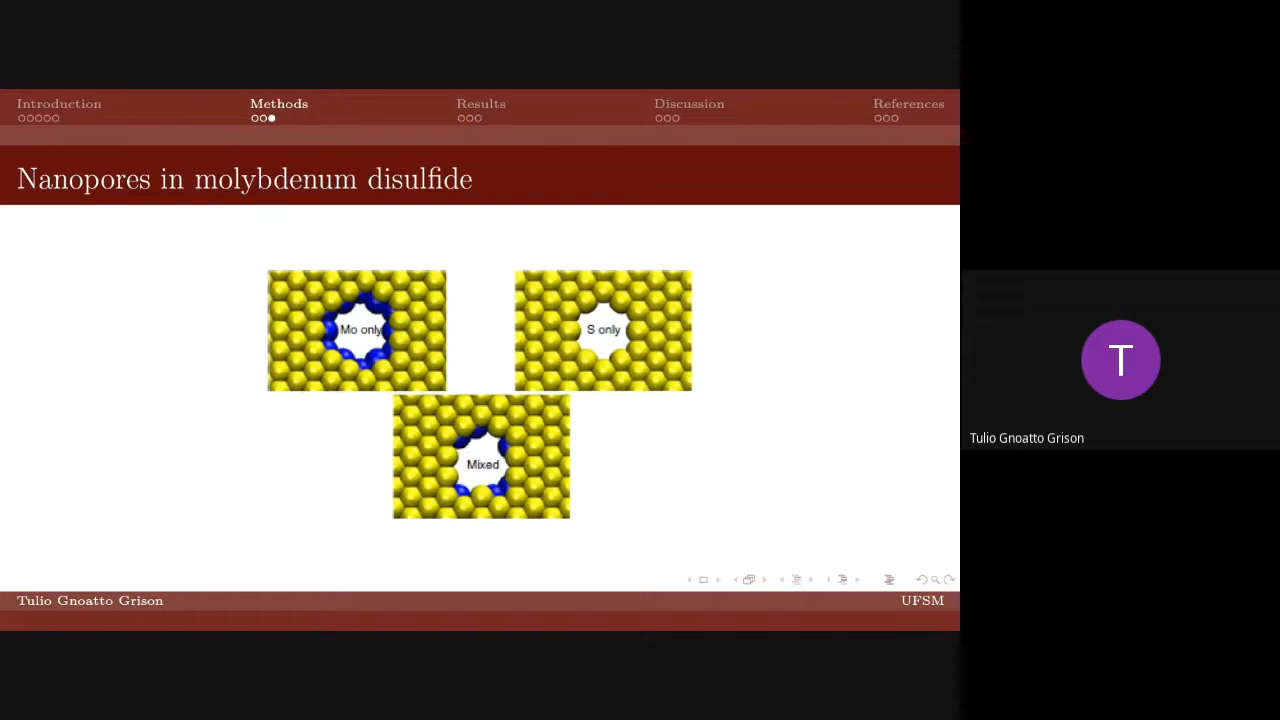 Introduction Methods Results Discussion References
Nanopores in molybdenum disulfide
Mo only
S only
Mixed
Tulio Gnoatto Grison UFSM
T
Tulio Gnoatto Grison